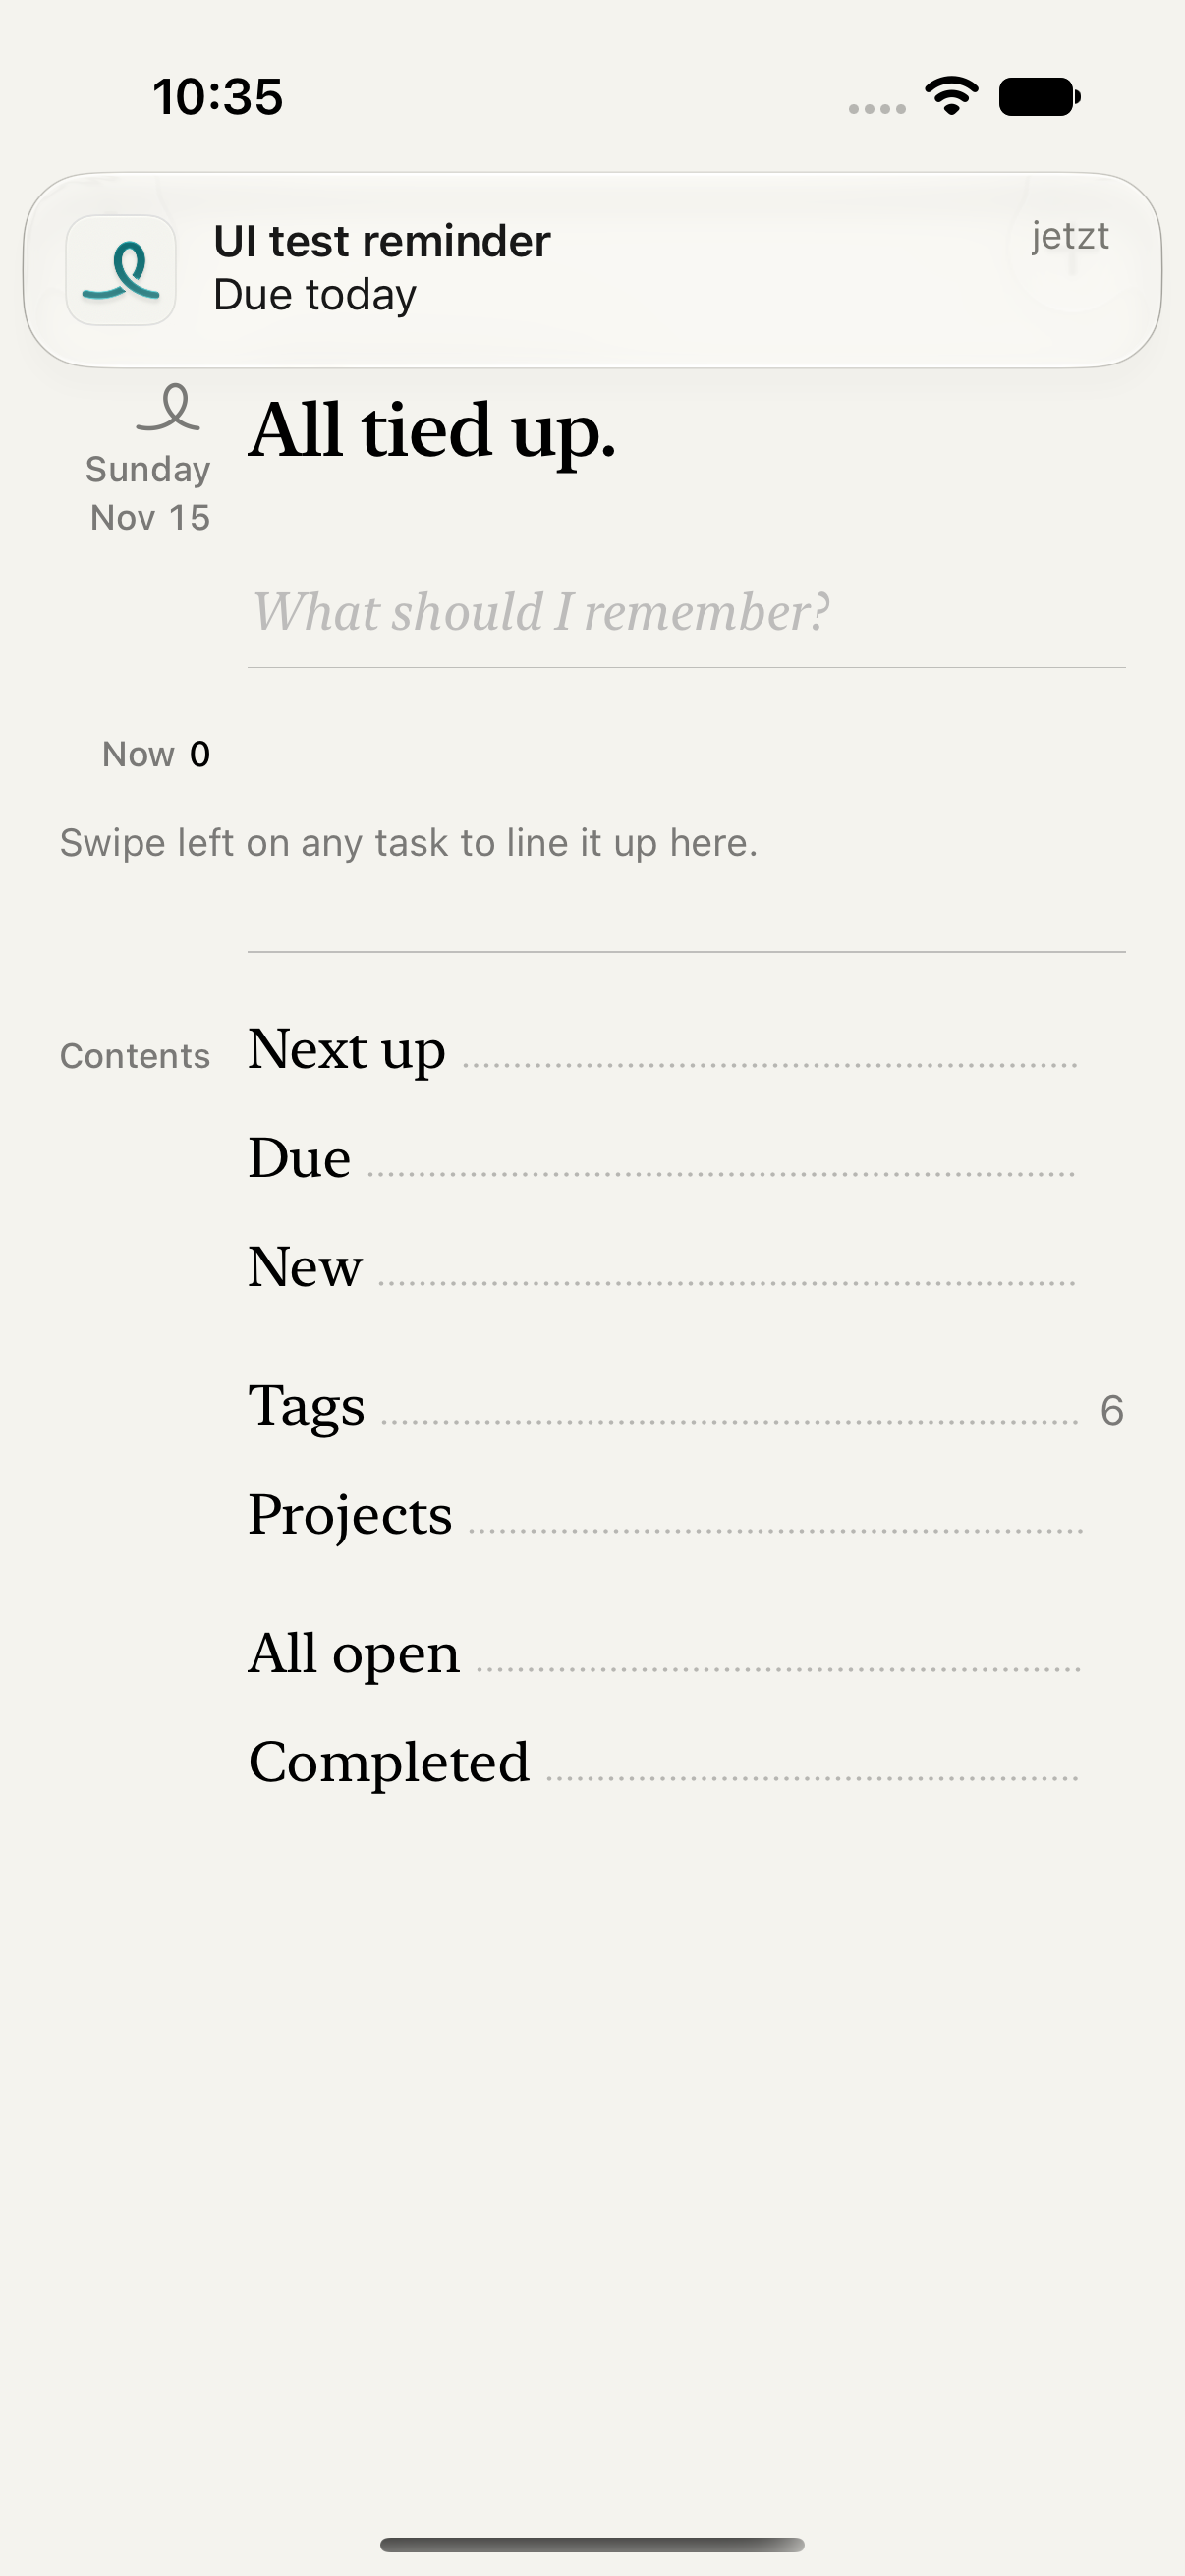 10:35
UI test reminder
jetzt
Due today
All tied up.
Sunday
Nov 15
What should I remember?
Now 0
Swipe left on any task to line it up here.
Contents
Next up
Due
New
Tags 6
Projects
All open
Completed